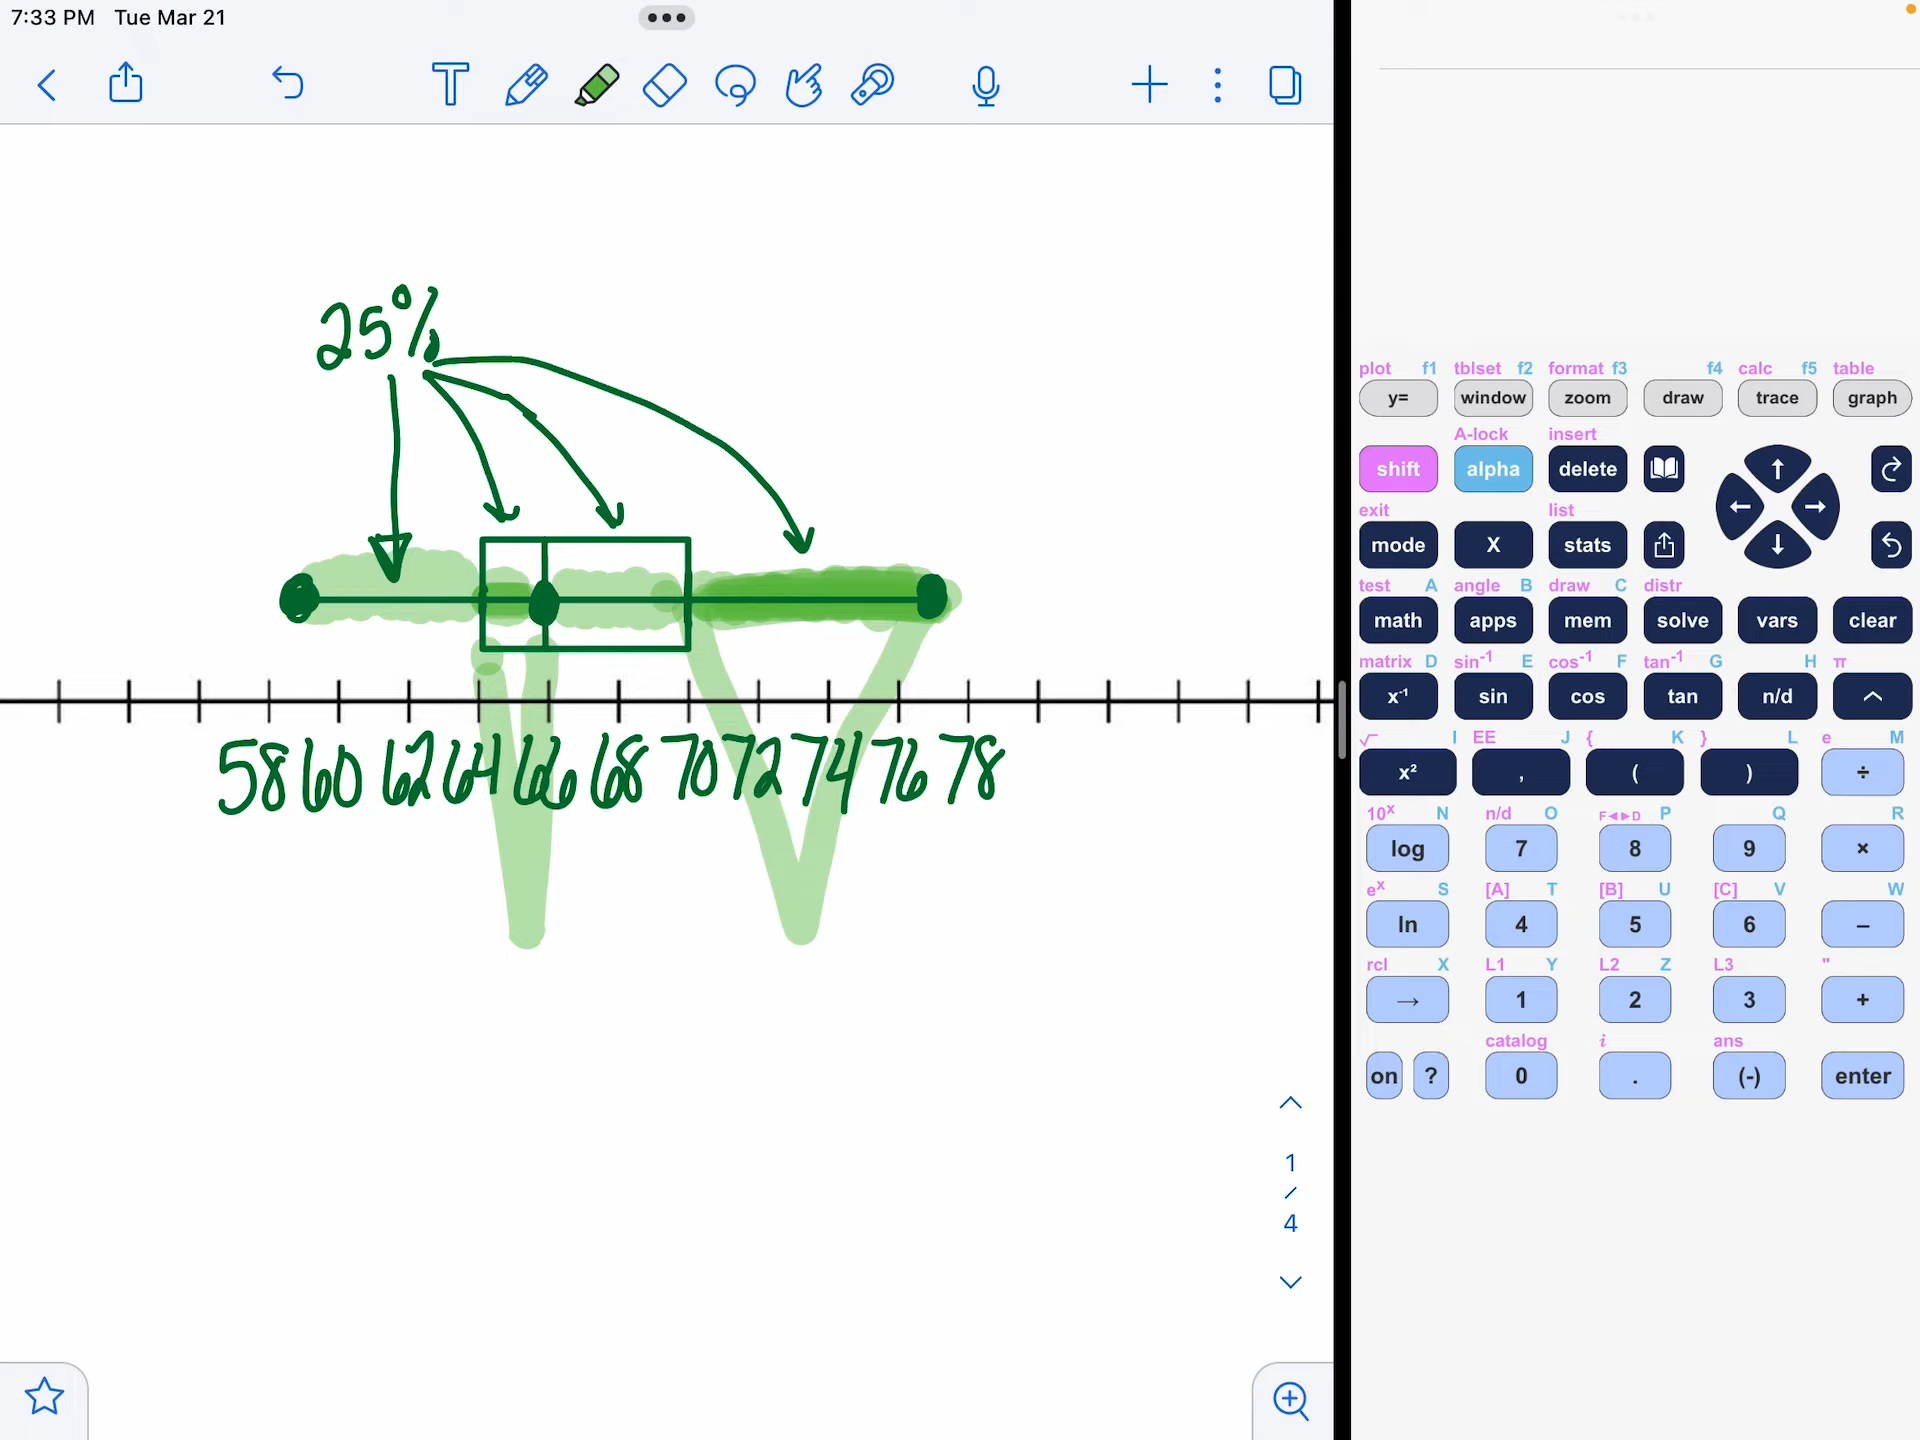 7:33 PM Tue Mar 21
T
25%
58 60 62 64 66 68 70 72 74 76 78
1
/
4
plot f1 tblset f2 format f3 f4 calc f5 table
y= window zoom draw trace graph
A-lock insert
shift alpha delete
exit list
mode X stats
test A angle B draw C distr
math apps mem solve vars clear
matrix D sin⁻¹ E cos⁻¹ F tan⁻¹ G H π
x⁻¹ sin cos tan n/d ^
√ I EE J { K } L e M
x² , ( ) ÷
10ˣ N n/d O F◄►D P Q R
log 7 8 9 ×
eˣ S [A] T [B] U [C] V W
ln 4 5 6 –
rcl X L1 Y L2 Z L3 "
→ 1 2 3 +
catalog i ans
on ? 0 . (-) enter